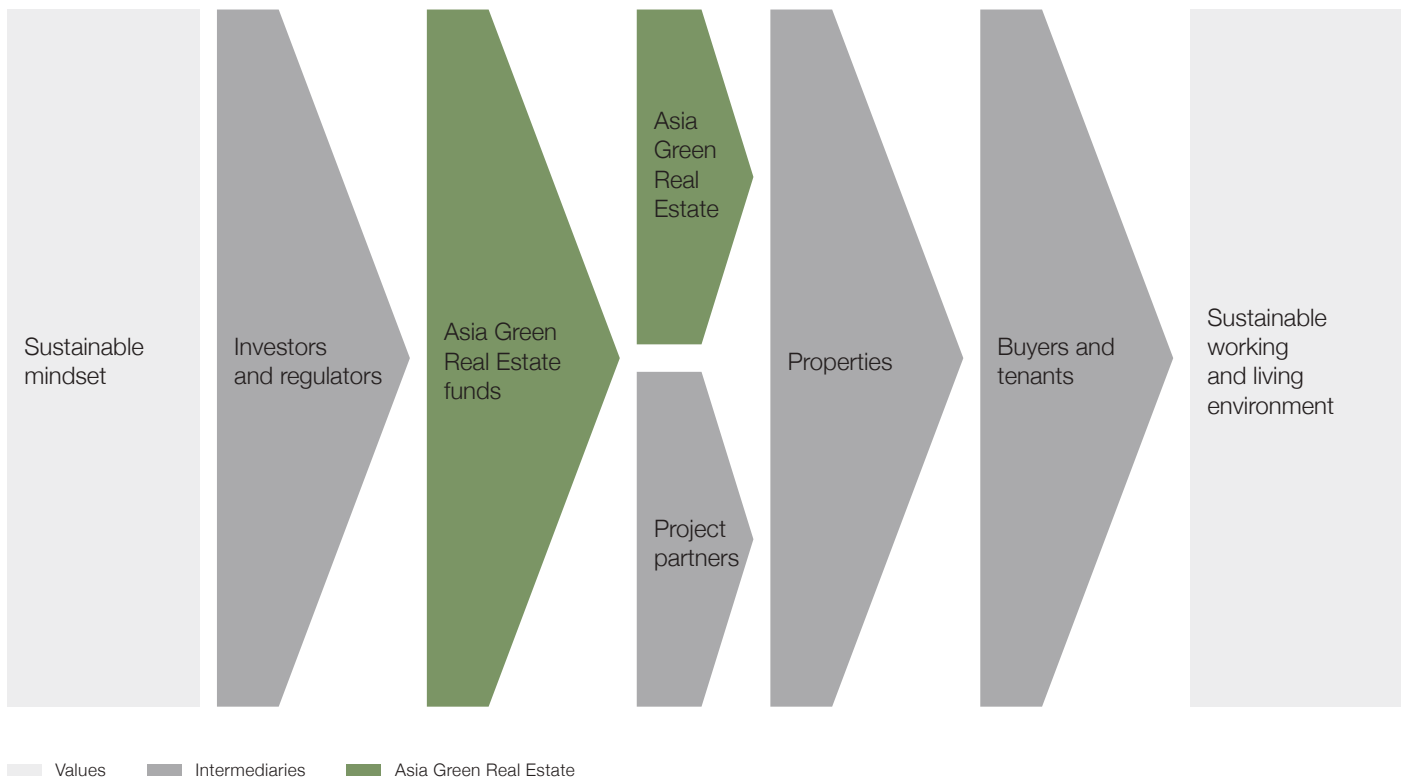 Sustainable
mindset
Investors
and regulators
Asia Green
Real Estate
funds
Asia
Green
Real
Estate
Project
partners
Properties
Buyers and
tenants
Sustainable
working
and living
environment
Values
Intermediaries
Asia Green Real Estate